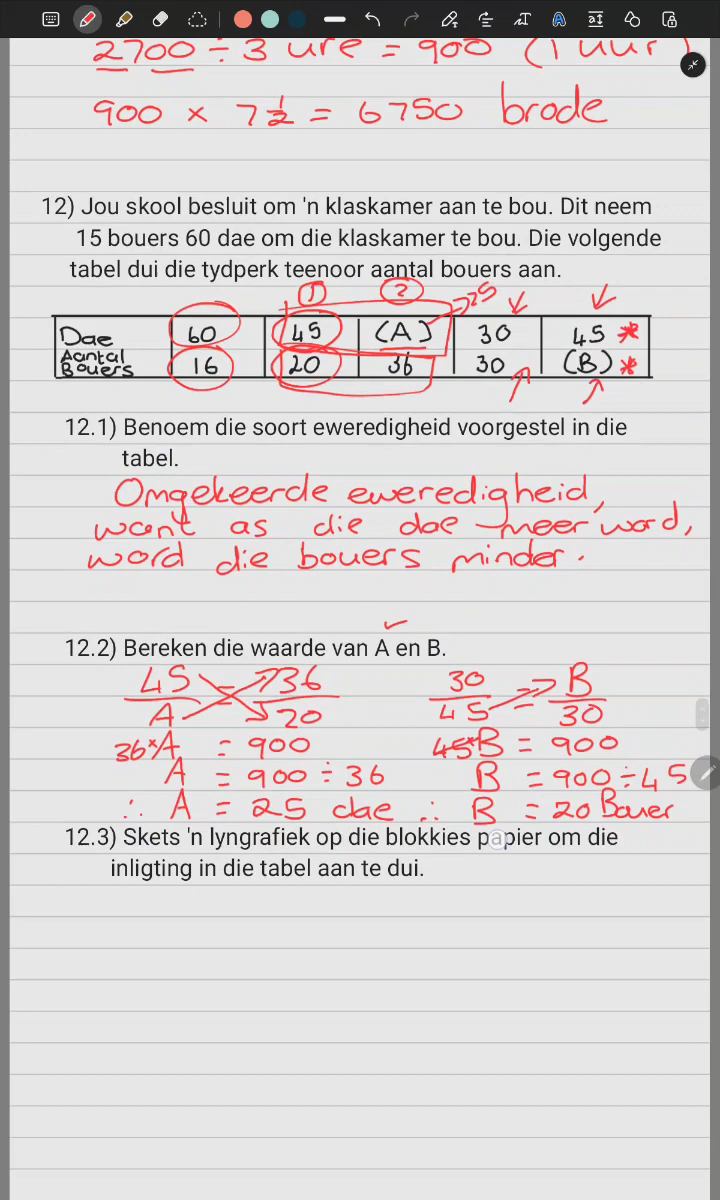 2700 ÷ 3 ure = 900 (1 uur)
900 × 7 ½ = 6750 brode
12) Jou skool besluit om 'n klaskamer aan te bou. Dit neem
15 bouers 60 dae om die klaskamer te bou. Die volgende
tabel dui die tydperk teenoor aantal bouers aan.
① ② → 25
Dae 60 45 (A) 30 45 *
Aantal Bouers 16 20 36 30 (B) *
12.1) Benoem die soort eweredigheid voorgestel in die
tabel.
Omgekeerde eweredigheid,
want as die dae meer word,
word die bouers minder.
12.2) Bereken die waarde van A en B.
45/A = 36/20 30/45 = B/30
36×A = 900 45×B = 900
A = 900 ÷ 36 B = 900 ÷ 45
∴ A = 25 dae ∴ B = 20 Bouer
12.3) Skets 'n lyngrafiek op die blokkies papier om die
inligting in die tabel aan te dui.